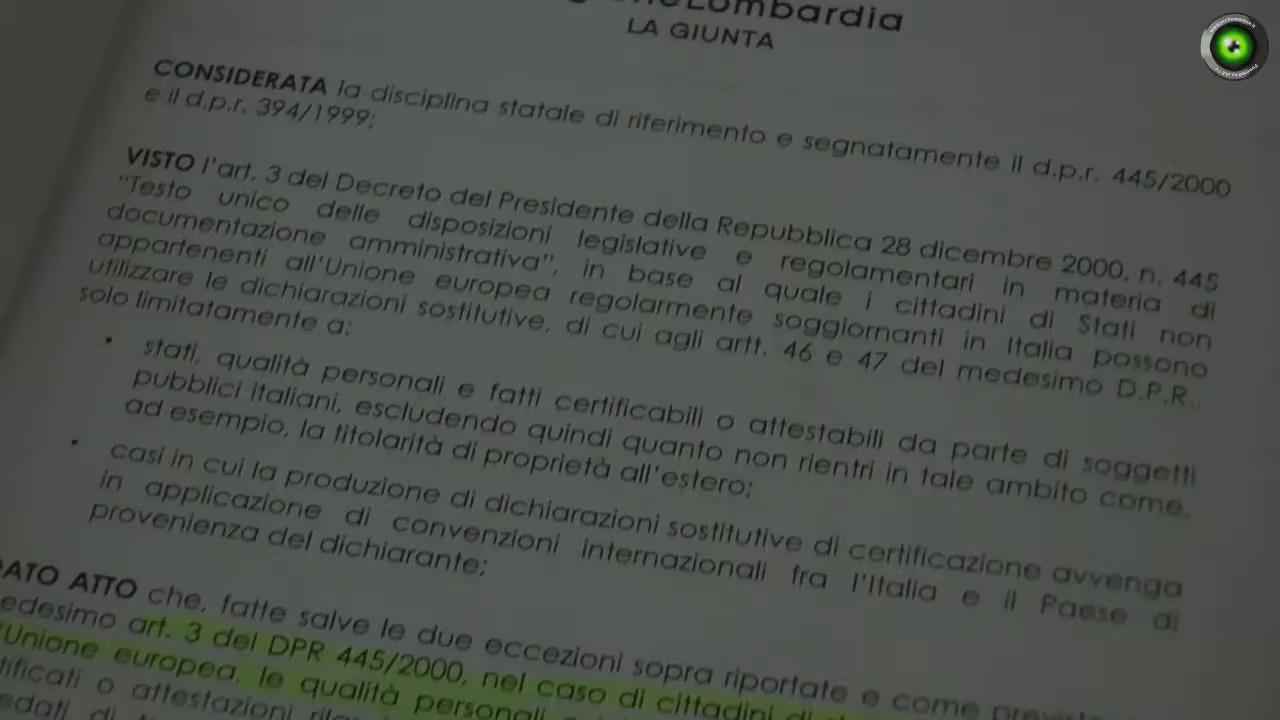 Lombardia
LA GIUNTA
CONSIDERATA la disciplina statale di riferimento e segnatamente il d.p.r. 445/2000
e il d.p.r. 394/1999;
VISTO l'art. 3 del Decreto del Presidente della Repubblica 28 dicembre 2000, n. 445
"Testo unico delle disposizioni legislative e regolamentari in materia di
documentazione amministrativa", in base al quale i cittadini di Stati non
appartenenti all'Unione europea regolarmente soggiornanti in Italia possono
utilizzare le dichiarazioni sostitutive, di cui agli artt. 46 e 47 del medesimo D.P.R.,
solo limitatamente a:
• stati, qualità personali e fatti certificabili o attestabili da parte di soggetti
pubblici italiani, escludendo quindi quanto non rientri in tale ambito come,
ad esempio, la titolarità di proprietà all'estero;
• casi in cui la produzione di dichiarazioni sostitutive di certificazione avvenga
in applicazione di convenzioni internazionali fra l'Italia e il Paese di
provenienza del dichiarante;
DATO ATTO che, fatte salve le due eccezioni sopra riportate e come previsto
edesimo art. 3 del DPR 445/2000, nel caso di cittadini di
l'Unione europea, le qualità personali
tificati o attestazioni